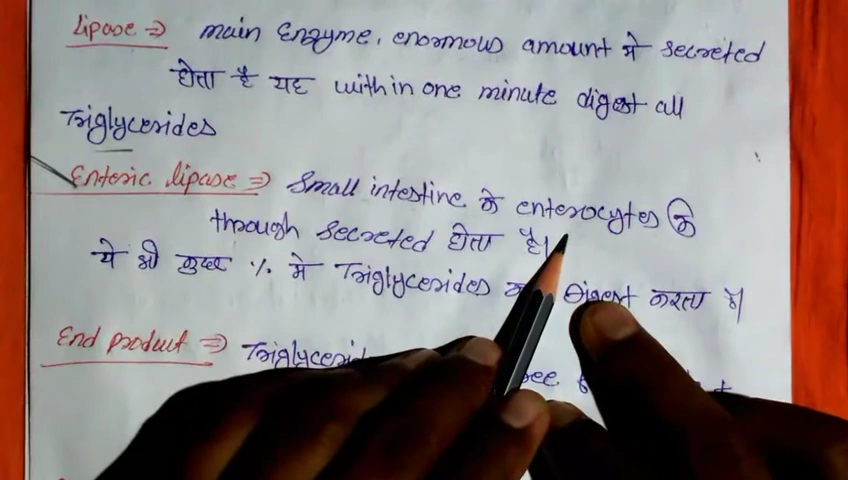 Lipase ⇒ main Enzyme, enormous amount मे secreted
होता है यह within one minute digest all
Triglycerides
Enteric lipase ⇒ Small intestine के enterocytes के
through secreted होता है।
ये भी कुछ % मे Triglycerides Digest करता है।
End product ⇒ Triglycerid